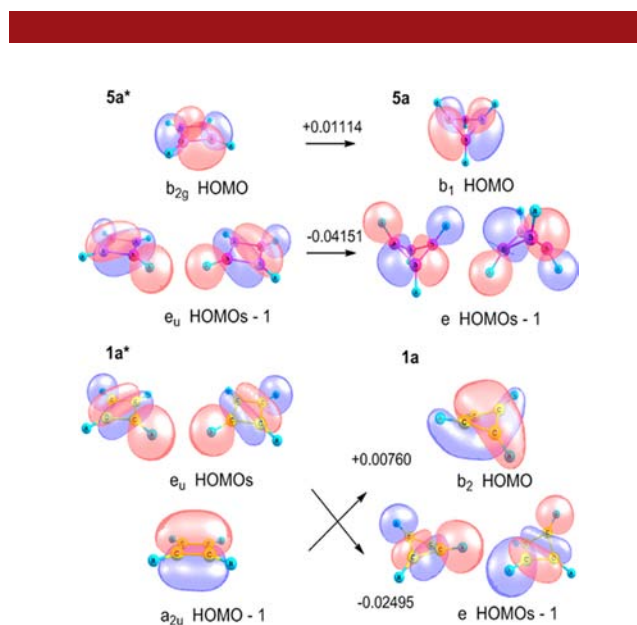 5a* 5a
+0.01114
b2g HOMO b1 HOMO
-0.04151
eu HOMOs - 1 e HOMOs - 1
1a* 1a
+0.00760
eu HOMOs b2 HOMO
-0.02495
a2u HOMO - 1 e HOMOs - 1